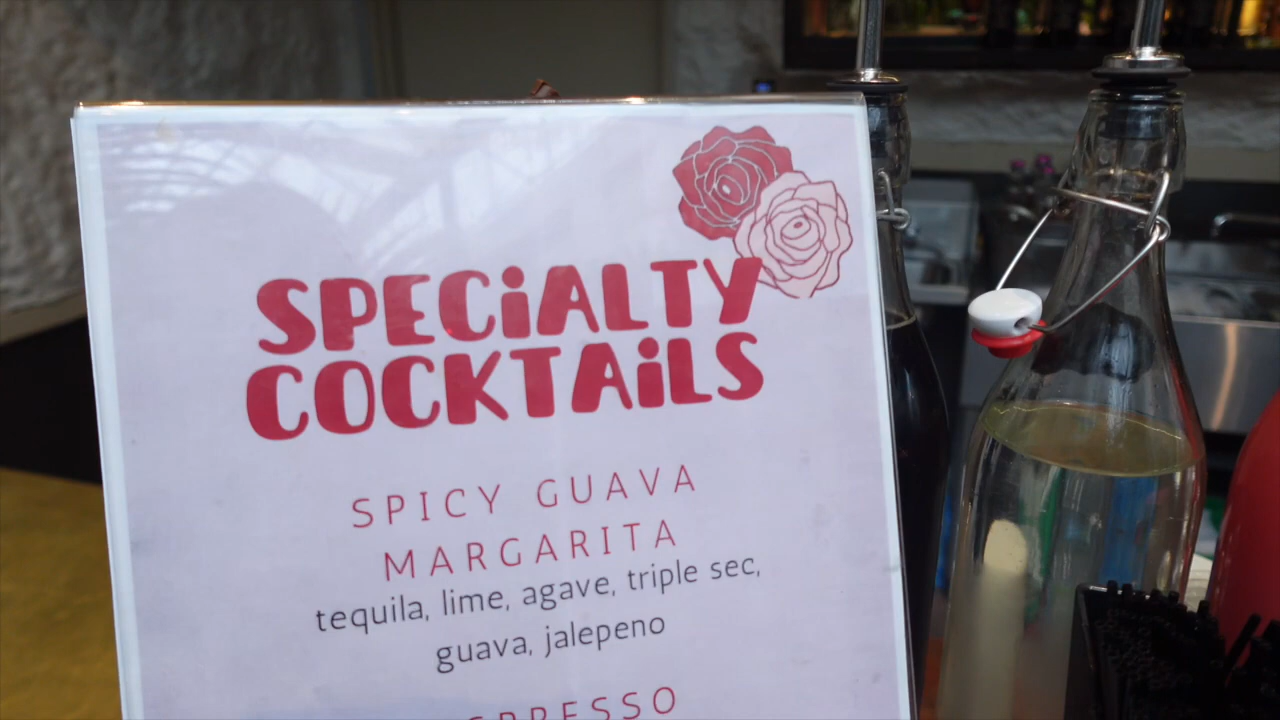 SPECiALTY
COCKTAiLS
SPICY GUAVA
MARGARITA
tequila, lime, agave, triple sec,
guava, jalepeno